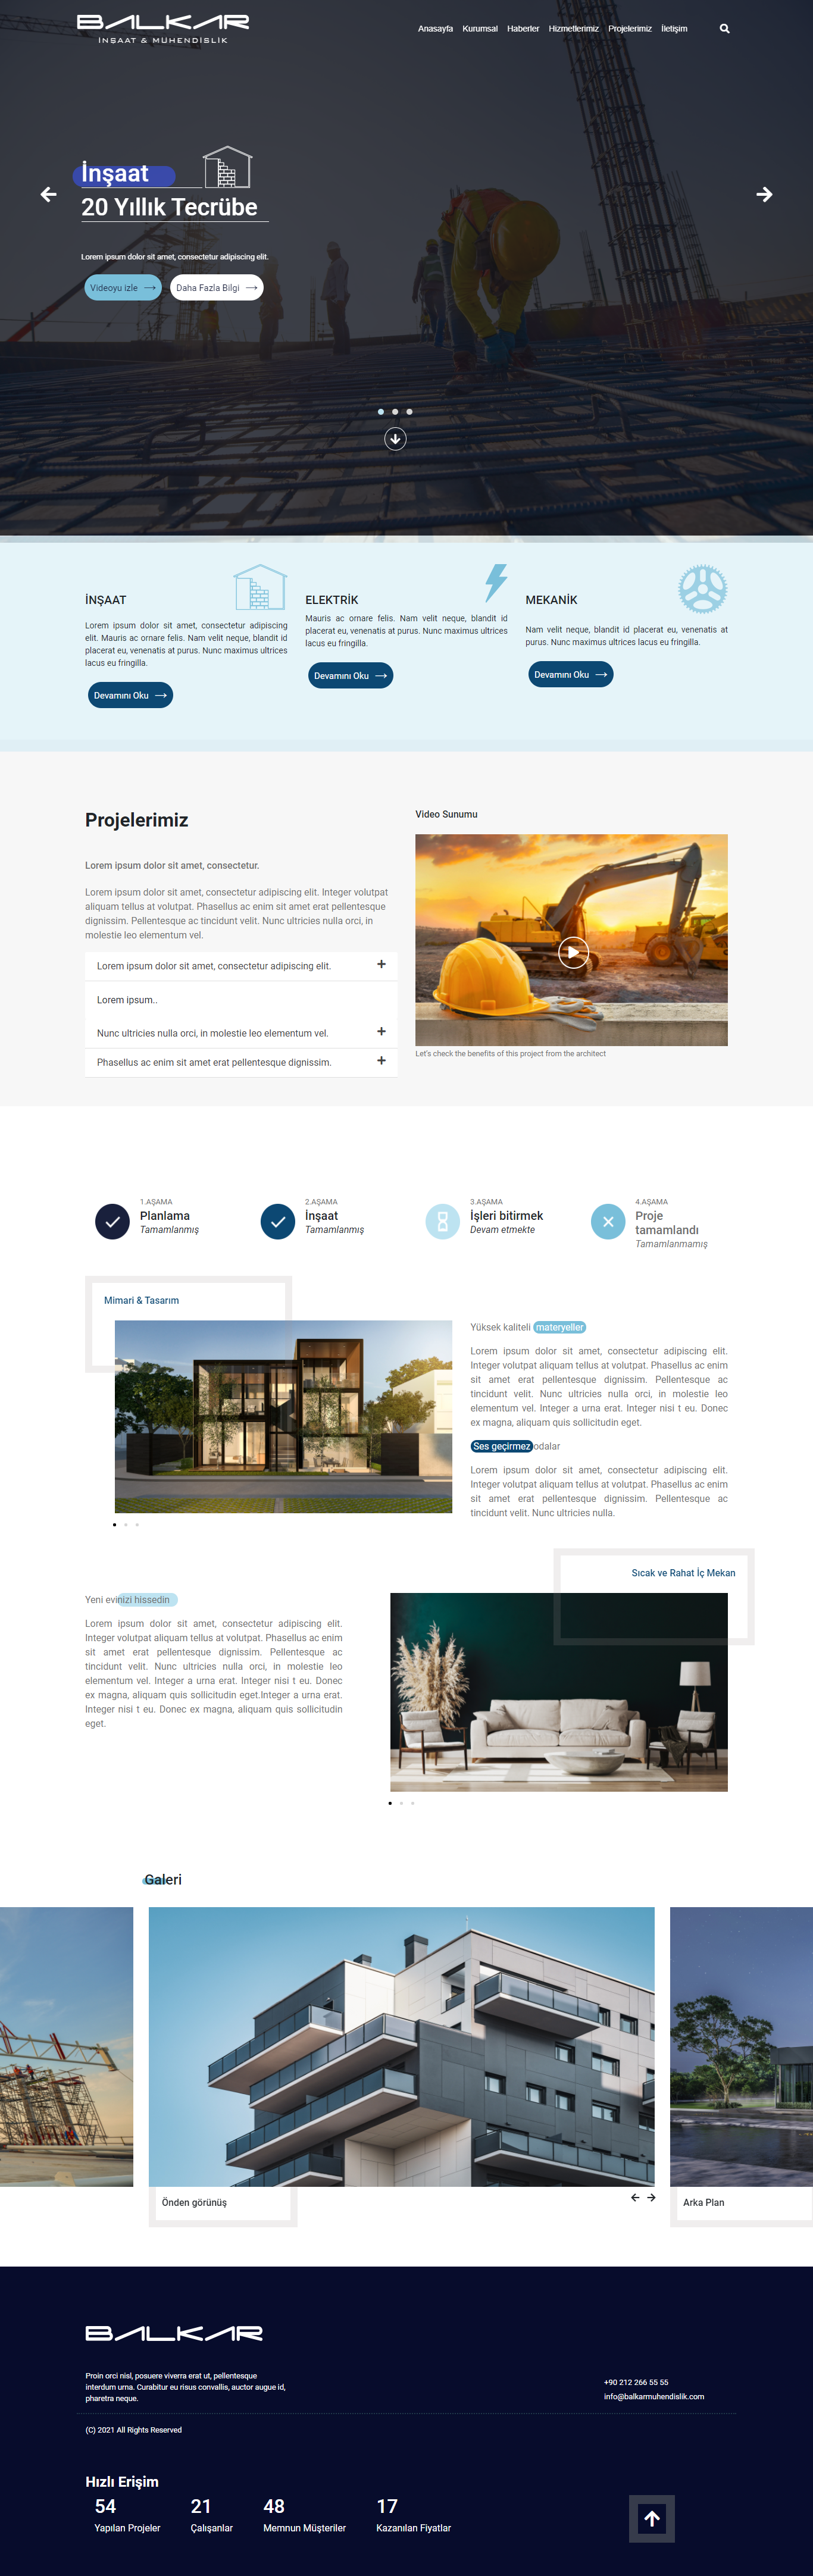 BALKAR
İNŞAAT & MÜHENDİSLİK
Anasayfa Kurumsal Haberler Hizmetlerimiz Projelerimiz İletişim
İnşaat
20 Yıllık Tecrübe
Lorem ipsum dolor sit amet, consectetur adipiscing elit.
Videoyu izle
Daha Fazla Bilgi
İNŞAAT
Lorem ipsum dolor sit amet, consectetur adipiscing
elit. Mauris ac ornare felis. Nam velit neque, blandit id
placerat eu, venenatis at purus. Nunc maximus ultrices
lacus eu fringilla.
Devamını Oku
ELEKTRİK
Mauris ac ornare felis. Nam velit neque, blandit id
placerat eu, venenatis at purus. Nunc maximus ultrices
lacus eu fringilla.
Devamını Oku
MEKANİK
Nam velit neque, blandit id placerat eu, venenatis at
purus. Nunc maximus ultrices lacus eu fringilla.
Devamını Oku
Projelerimiz
Lorem ipsum dolor sit amet, consectetur.
Lorem ipsum dolor sit amet, consectetur adipiscing elit. Integer volutpat
aliquam tellus at volutpat. Phasellus ac enim sit amet erat pellentesque
dignissim. Pellentesque ac tincidunt velit. Nunc ultricies nulla orci, in
molestie leo elementum vel.
Lorem ipsum dolor sit amet, consectetur adipiscing elit.
Lorem ipsum..
Nunc ultricies nulla orci, in molestie leo elementum vel.
Phasellus ac enim sit amet erat pellentesque dignissim.
Video Sunumu
Let's check the benefits of this project from the architect
1.AŞAMA
Planlama
Tamamlanmış
2.AŞAMA
İnşaat
Tamamlanmış
3.AŞAMA
İşleri bitirmek
Devam etmekte
4.AŞAMA
Proje
tamamlandı
Tamamlanmamış
Mimari & Tasarım
Yüksek kaliteli materyeller
Lorem ipsum dolor sit amet, consectetur adipiscing elit.
Integer volutpat aliquam tellus at volutpat. Phasellus ac enim
sit amet erat pellentesque dignissim. Pellentesque ac
tincidunt velit. Nunc ultricies nulla orci, in molestie leo
elementum vel. Integer a urna erat. Integer nisi t eu. Donec
ex magna, aliquam quis sollicitudin eget.
Ses geçirmez odalar
Lorem ipsum dolor sit amet, consectetur adipiscing elit.
Integer volutpat aliquam tellus at volutpat. Phasellus ac enim
sit amet erat pellentesque dignissim. Pellentesque ac
tincidunt velit. Nunc ultricies nulla.
Sıcak ve Rahat İç Mekan
Yeni evinizi hissedin
Lorem ipsum dolor sit amet, consectetur adipiscing elit.
Integer volutpat aliquam tellus at volutpat. Phasellus ac enim
sit amet erat pellentesque dignissim. Pellentesque ac
tincidunt velit. Nunc ultricies nulla orci, in molestie leo
elementum vel. Integer a urna erat. Integer nisi t eu. Donec
ex magna, aliquam quis sollicitudin eget.Integer a urna erat.
Integer nisi t eu. Donec ex magna, aliquam quis sollicitudin
eget.
Galeri
Önden görünüş
Arka Plan
BALKAR
Proin orci nisl, posuere viverra erat ut, pellentesque
interdum urna. Curabitur eu risus convallis, auctor augue id,
pharetra neque.
+90 212 266 55 55
info@balkarmuhendislik.com
(C) 2021 All Rights Reserved
Hızlı Erişim
54
Yapılan Projeler
21
Çalışanlar
48
Memnun Müşteriler
17
Kazanılan Fiyatlar